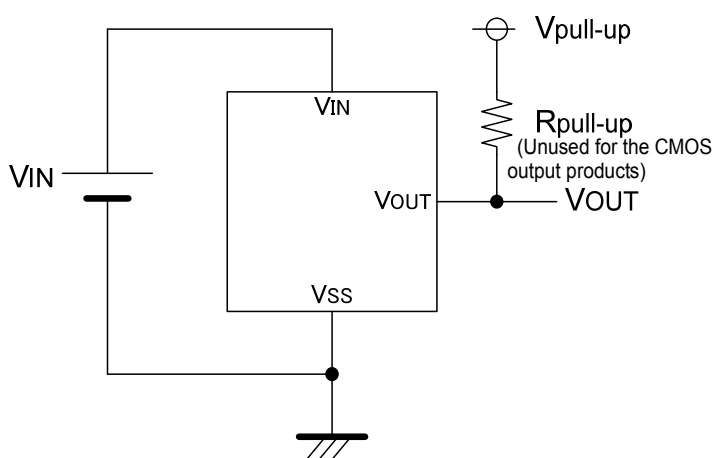 Vpull-up
VIN
Rpull-up
(Unused for the CMOS
output products)
VIN
VOUT
VOUT
VSS